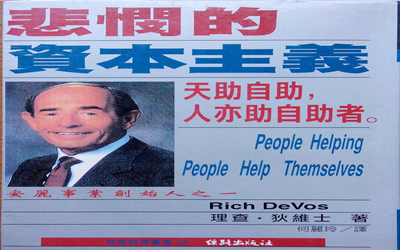 悲憫的
資本主義
天助自助，
人亦助自助者。
People Helping
People Help Themselves
安麗事業創始人之一
Rich DeVos
理查·狄維士 著
何麗玲／譯